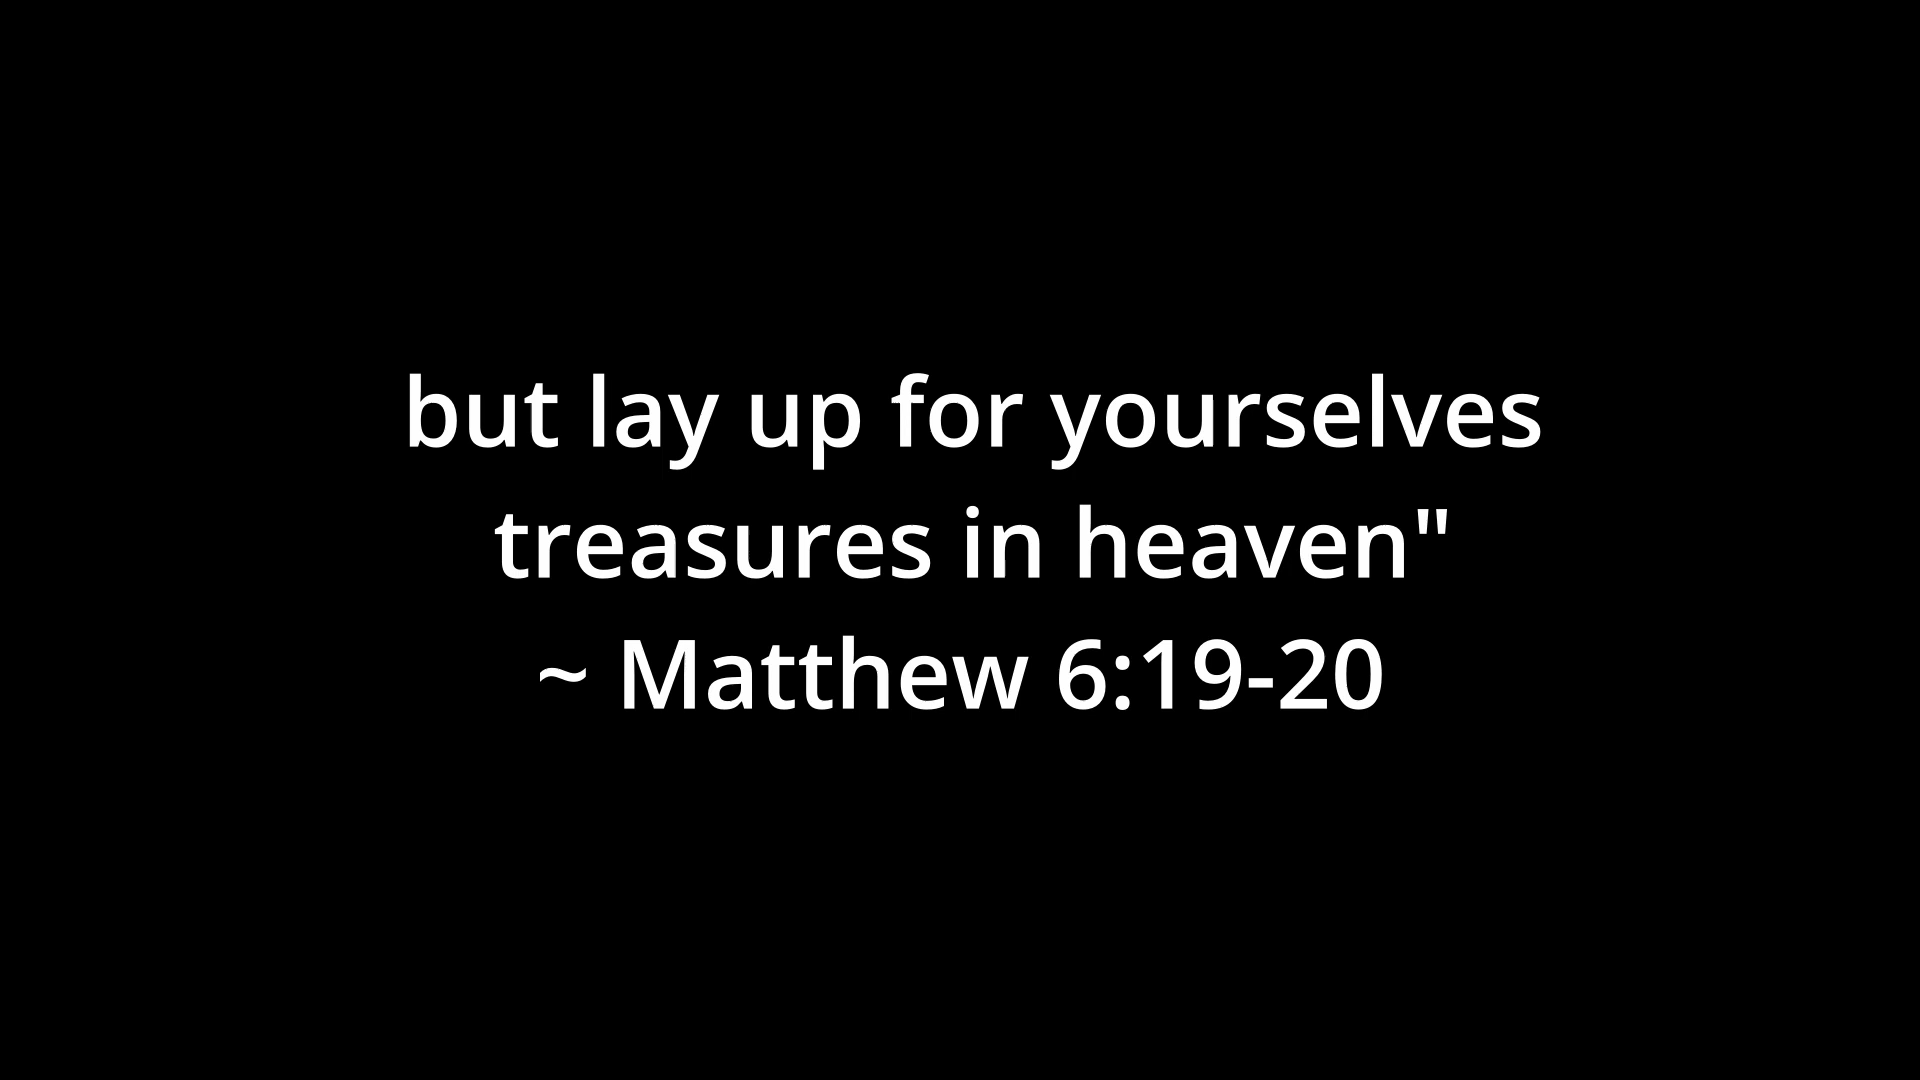 but lay up for yourselves
treasures in heaven"
~ Matthew 6:19-20